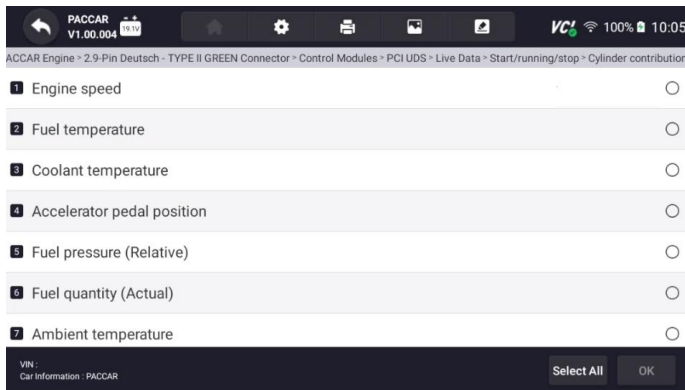 PACCAR
V1.00.004
19.1V
VC!
100%
10:05
ACCAR Engine > 2.9-Pin Deutsch - TYPE II GREEN Connector > Control Modules > PCI UDS > Live Data > Start/running/stop > Cylinder contribution
1 Engine speed
2 Fuel temperature
3 Coolant temperature
4 Accelerator pedal position
5 Fuel pressure (Relative)
6 Fuel quantity (Actual)
7 Ambient temperature
VIN :
Car Information : PACCAR
Select All
OK